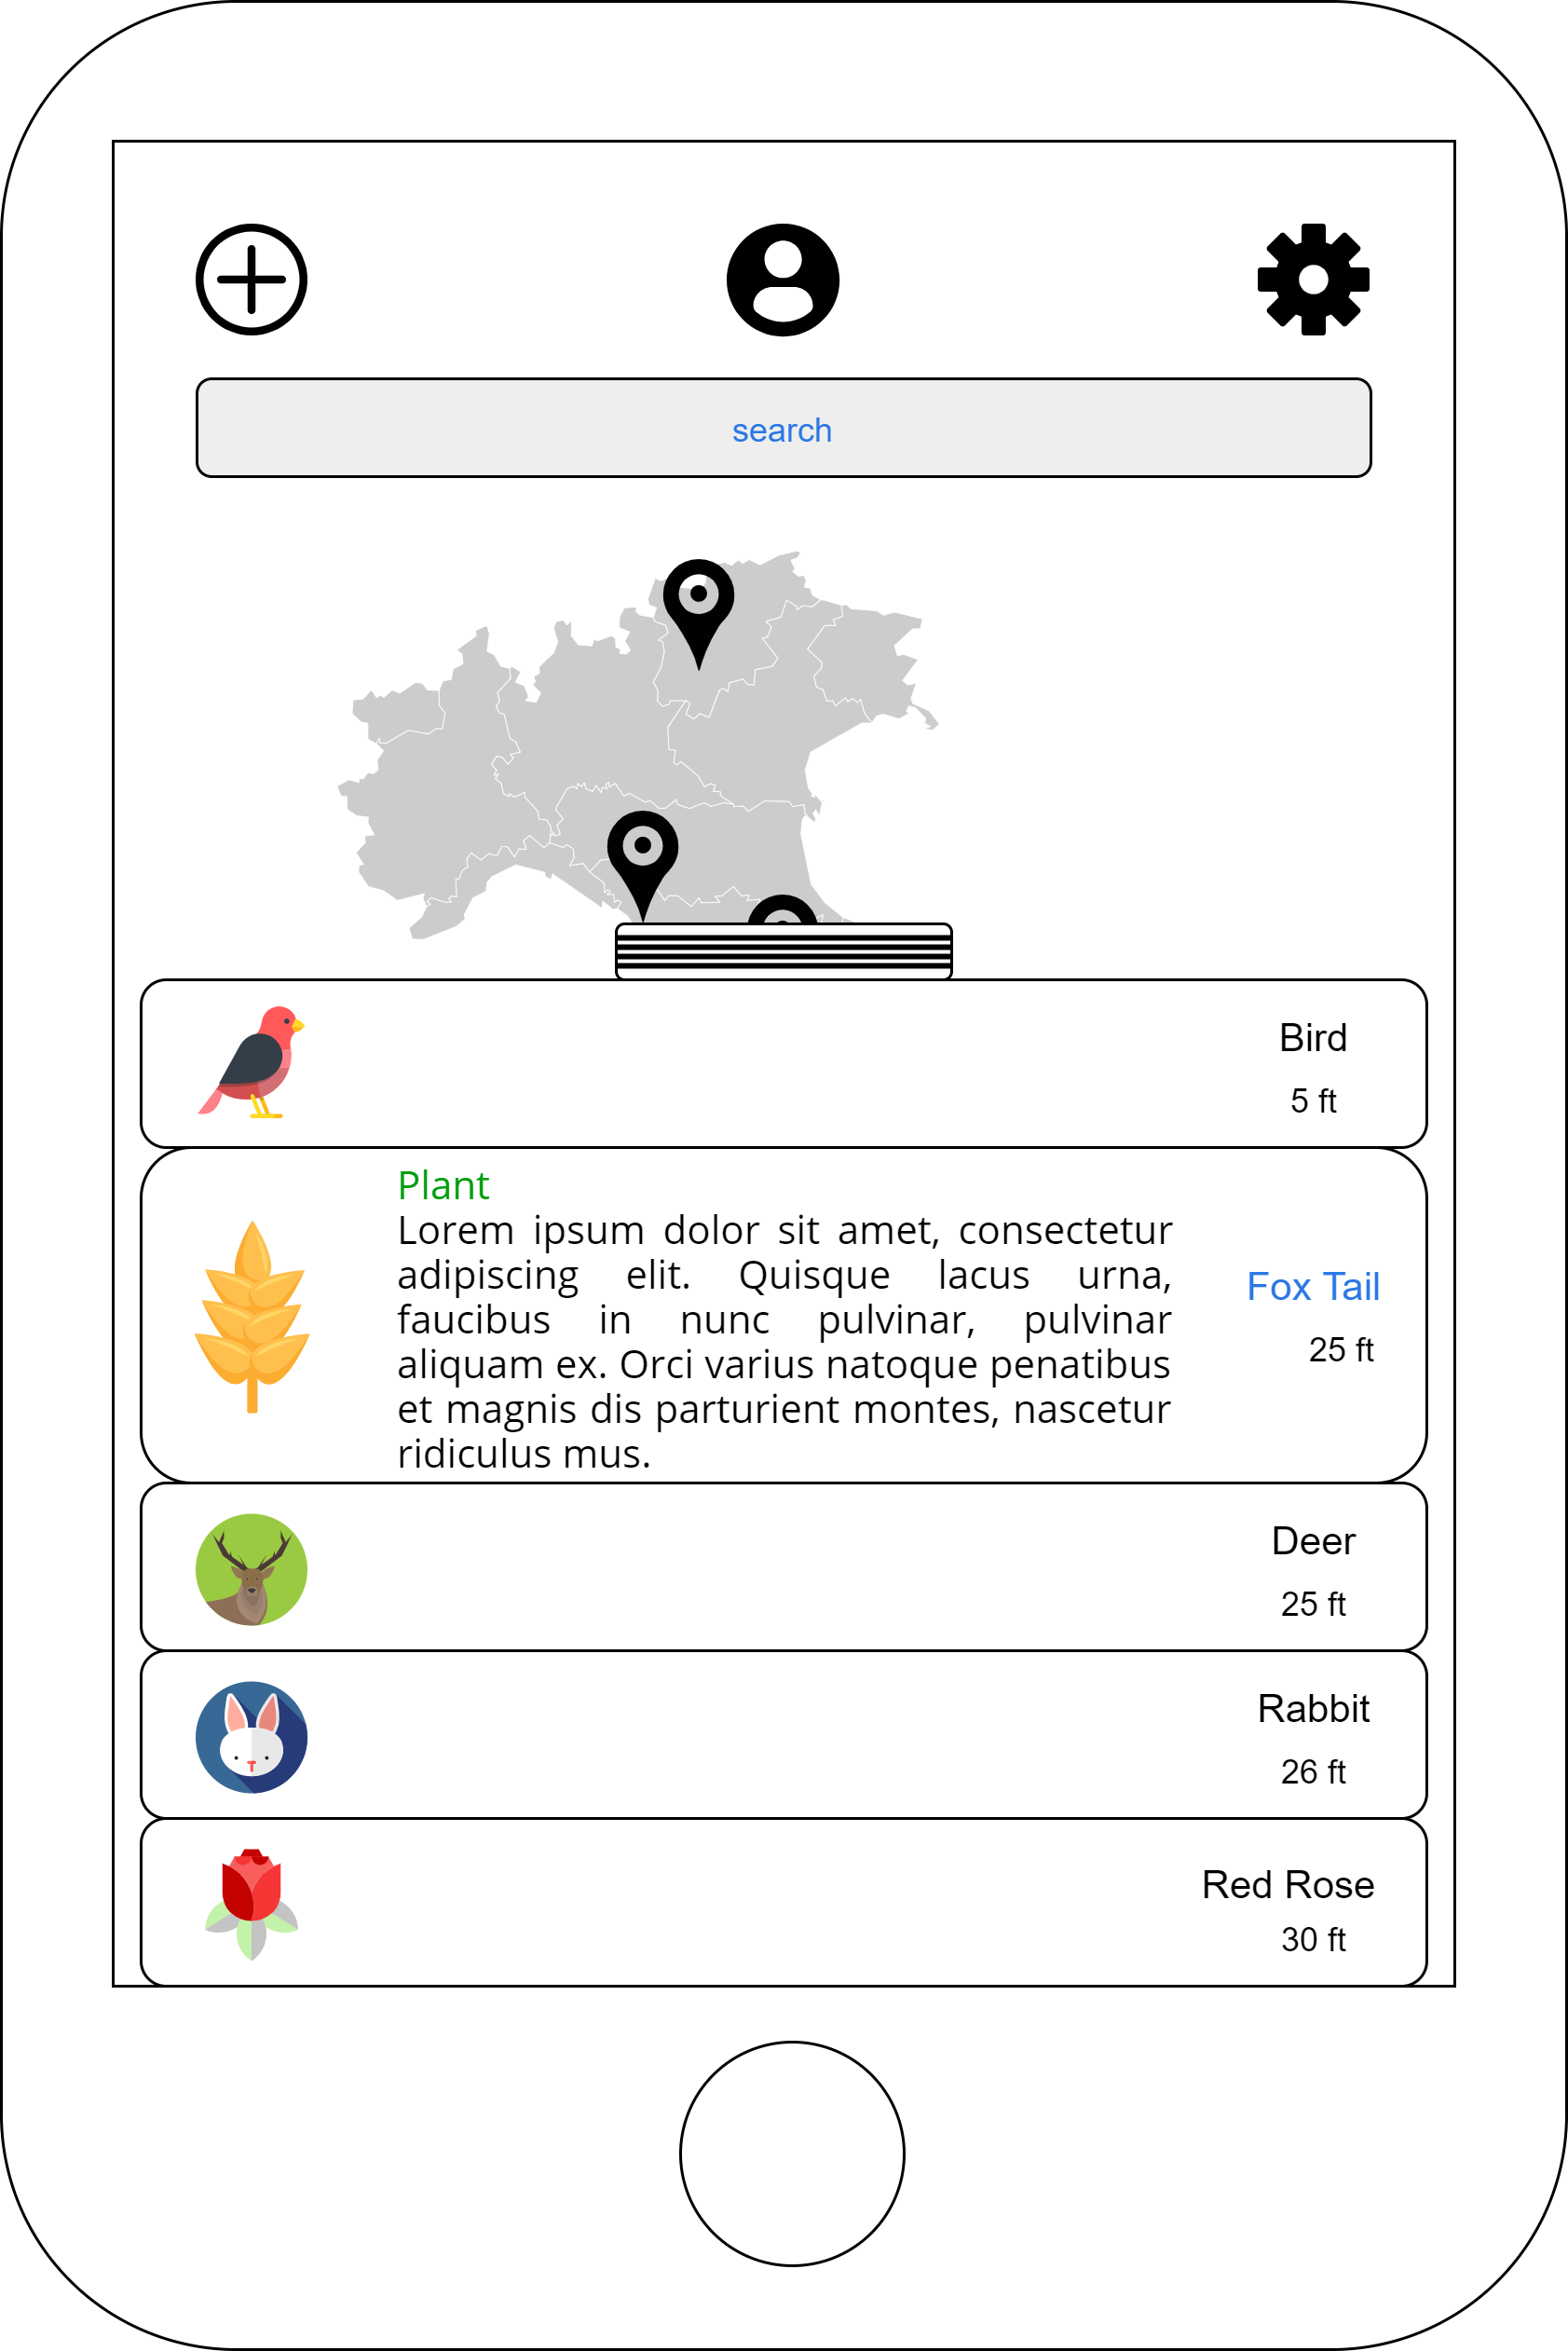 search
Bird
5 ft
Plant
Lorem ipsum dolor sit amet, consectetur
adipiscing elit. Quisque lacus urna,
faucibus in nunc pulvinar, pulvinar
aliquam ex. Orci varius natoque penatibus
et magnis dis parturient montes, nascetur
ridiculus mus.
Fox Tail
25 ft
Deer
25 ft
Rabbit
26 ft
Red Rose
30 ft